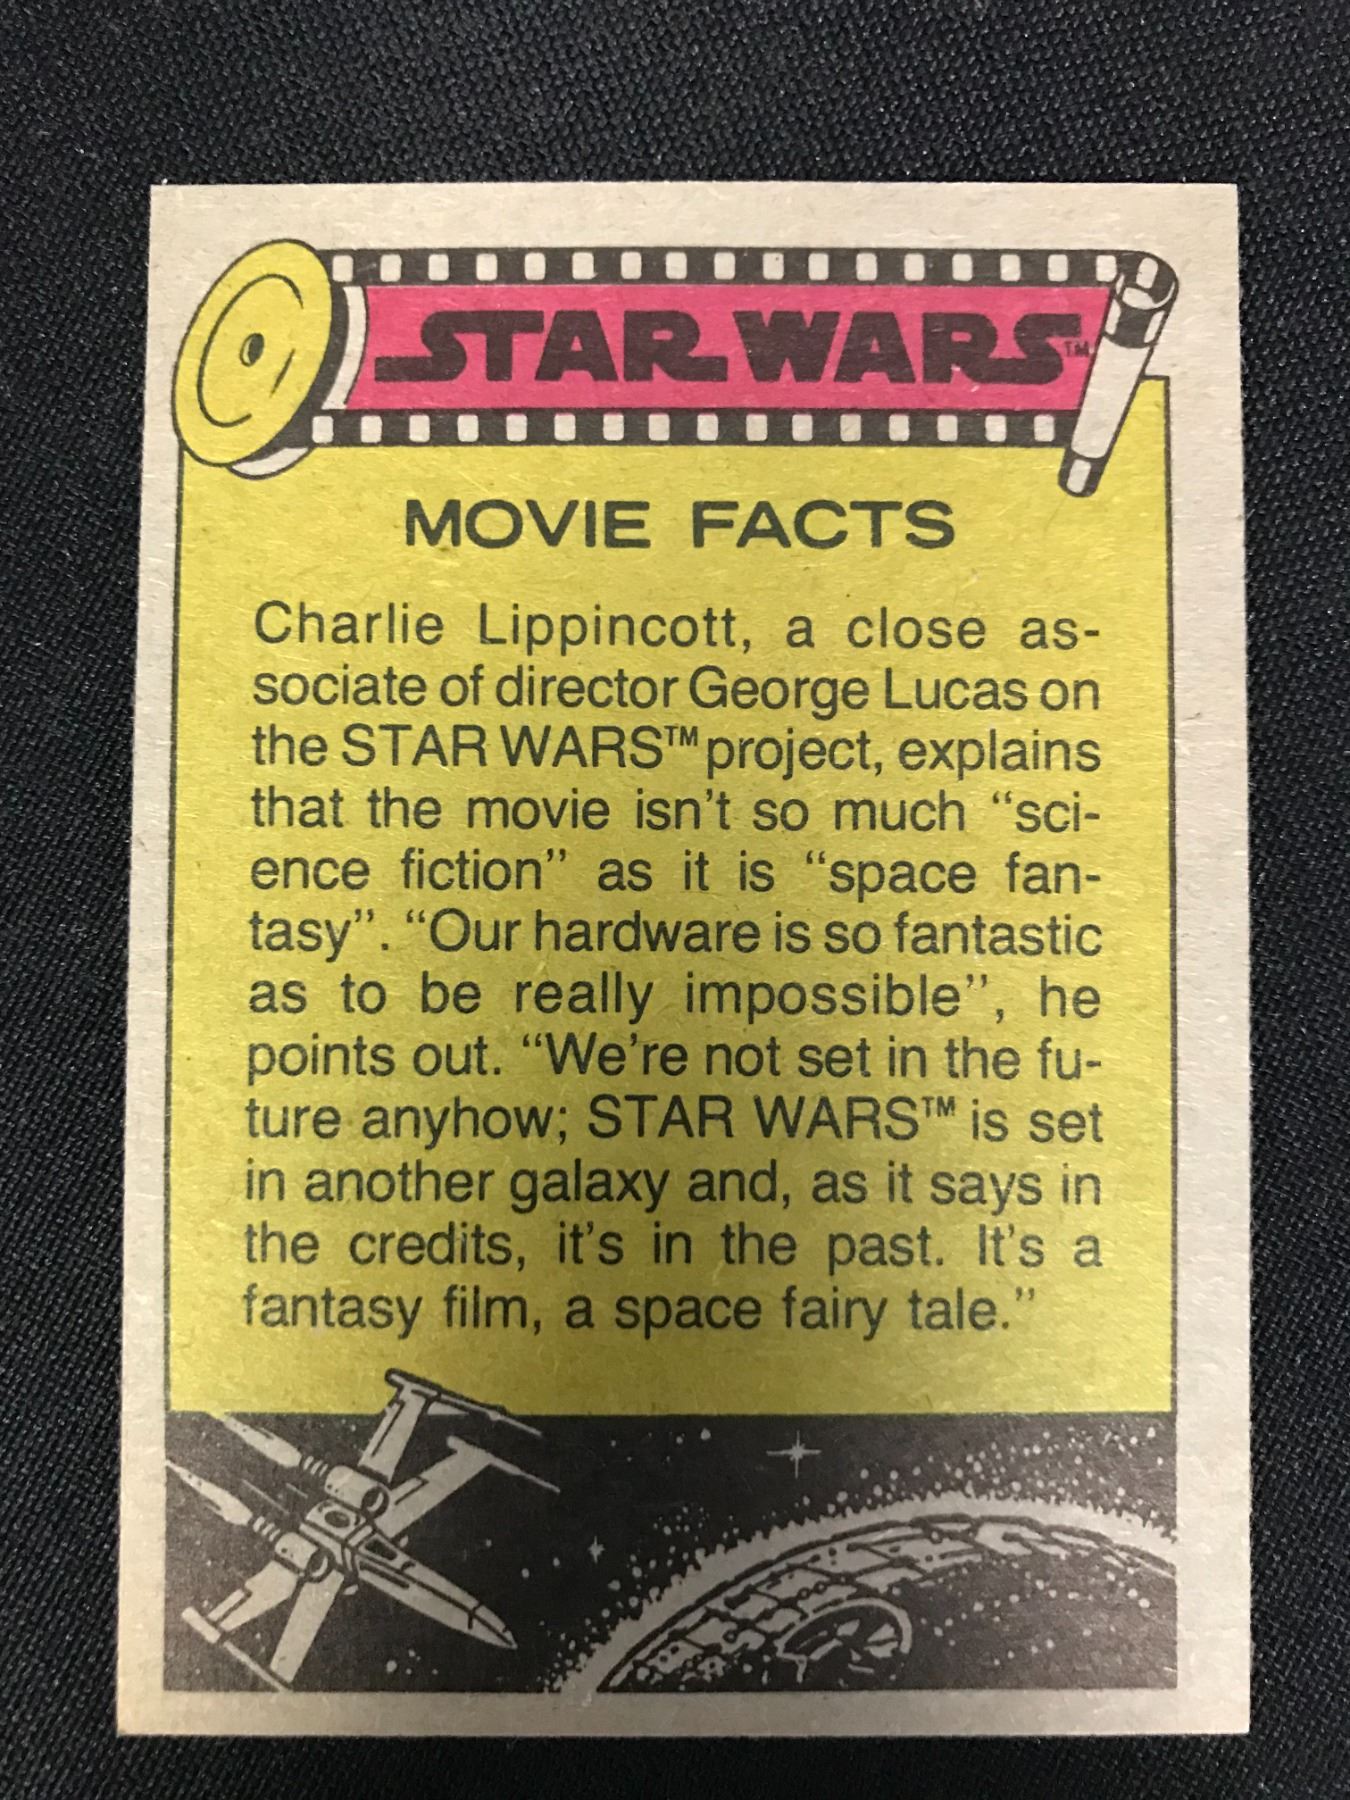 STAR WARS™
MOVIE FACTS
Charlie Lippincott, a close as-
sociate of director George Lucas on
the STAR WARS™ project, explains
that the movie isn't so much “sci-
ence fiction” as it is “space fan-
tasy”. “Our hardware is so fantastic
as to be really impossible”, he
points out. “We're not set in the fu-
ture anyhow; STAR WARS™ is set
in another galaxy and, as it says in
the credits, it's in the past. It's a
fantasy film, a space fairy tale.”